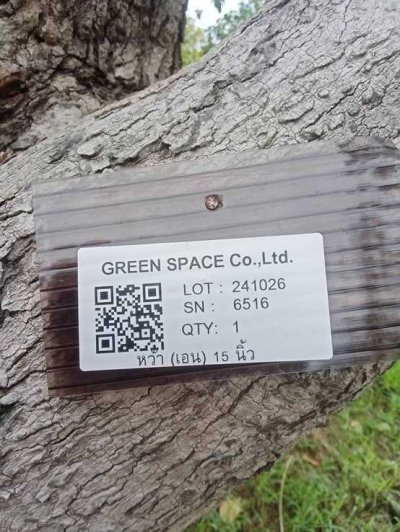 GREEN SPACE Co.,Ltd.
LOT : 241026
SN : 6516
QTY: 1
หว้า (เอน) 15 นิ้ว